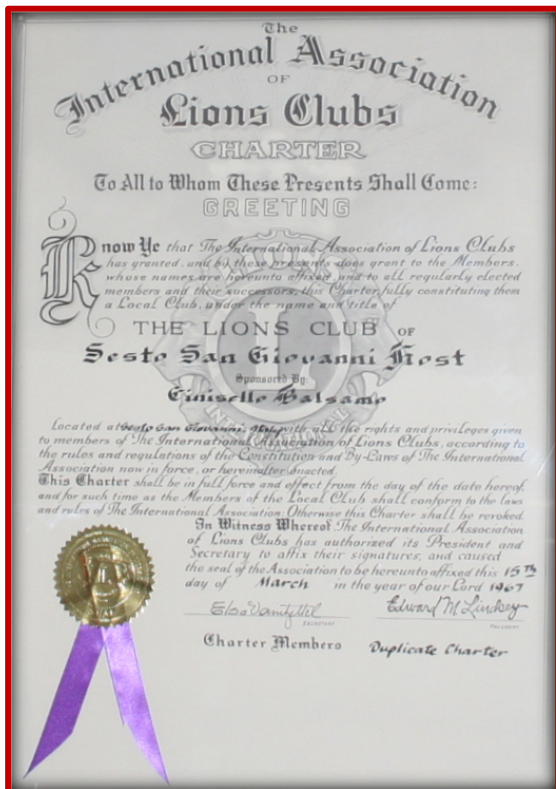 The
International Association
OF
Lions Clubs
CHARTER
To All to Whom These Presents Shall Come:
GREETING
Know Ye that The International Association of Lions Clubs
has granted, and by these presents does grant to the Members,
whose names are hereunto affixed, and to all regularly elected
members and their successors, this Charter, fully constituting them
a Local Club, under the name and title of
THE LIONS CLUB OF
Sesto San Giovanni Host
Sponsored By:
Cinisello Balsamo
Located at Sesto San Giovanni, Italy with all the rights and privileges given
to members of The International Association of Lions Clubs, according to
the rules and regulations of the Constitution and By-Laws of The International
Association now in force, or hereinafter enacted.
This Charter shall be in full force and effect from the day of the date hereof,
and for such time as the Members of the Local Club shall conform to the laws
and rules of The International Association: Otherwise this Charter shall be revoked.
In Witness Whereof The International Association
of Lions Clubs has authorized its President and
Secretary to affix their signatures, and caused
the seal of the Association to be hereunto affixed this 15th
day of March in the year of our Lord 1967
Edward M. Lindsey
SECRETARY
PRESIDENT
Charter Members Duplicate Charter